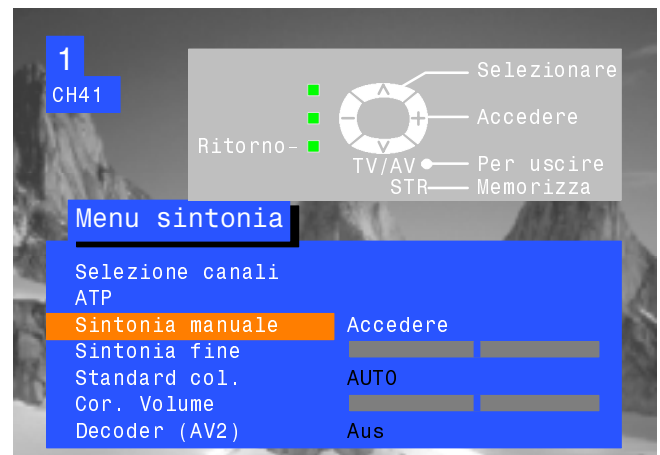 1
CH41
Selezionare
Accedere
Ritorno-
TV/AV Per uscire
STR Memorizza
Menu sintonia
Selezione canali
ATP
Sintonia manuale Accedere
Sintonia fine
Standard col. AUTO
Cor. Volume
Decoder (AV2) Aus